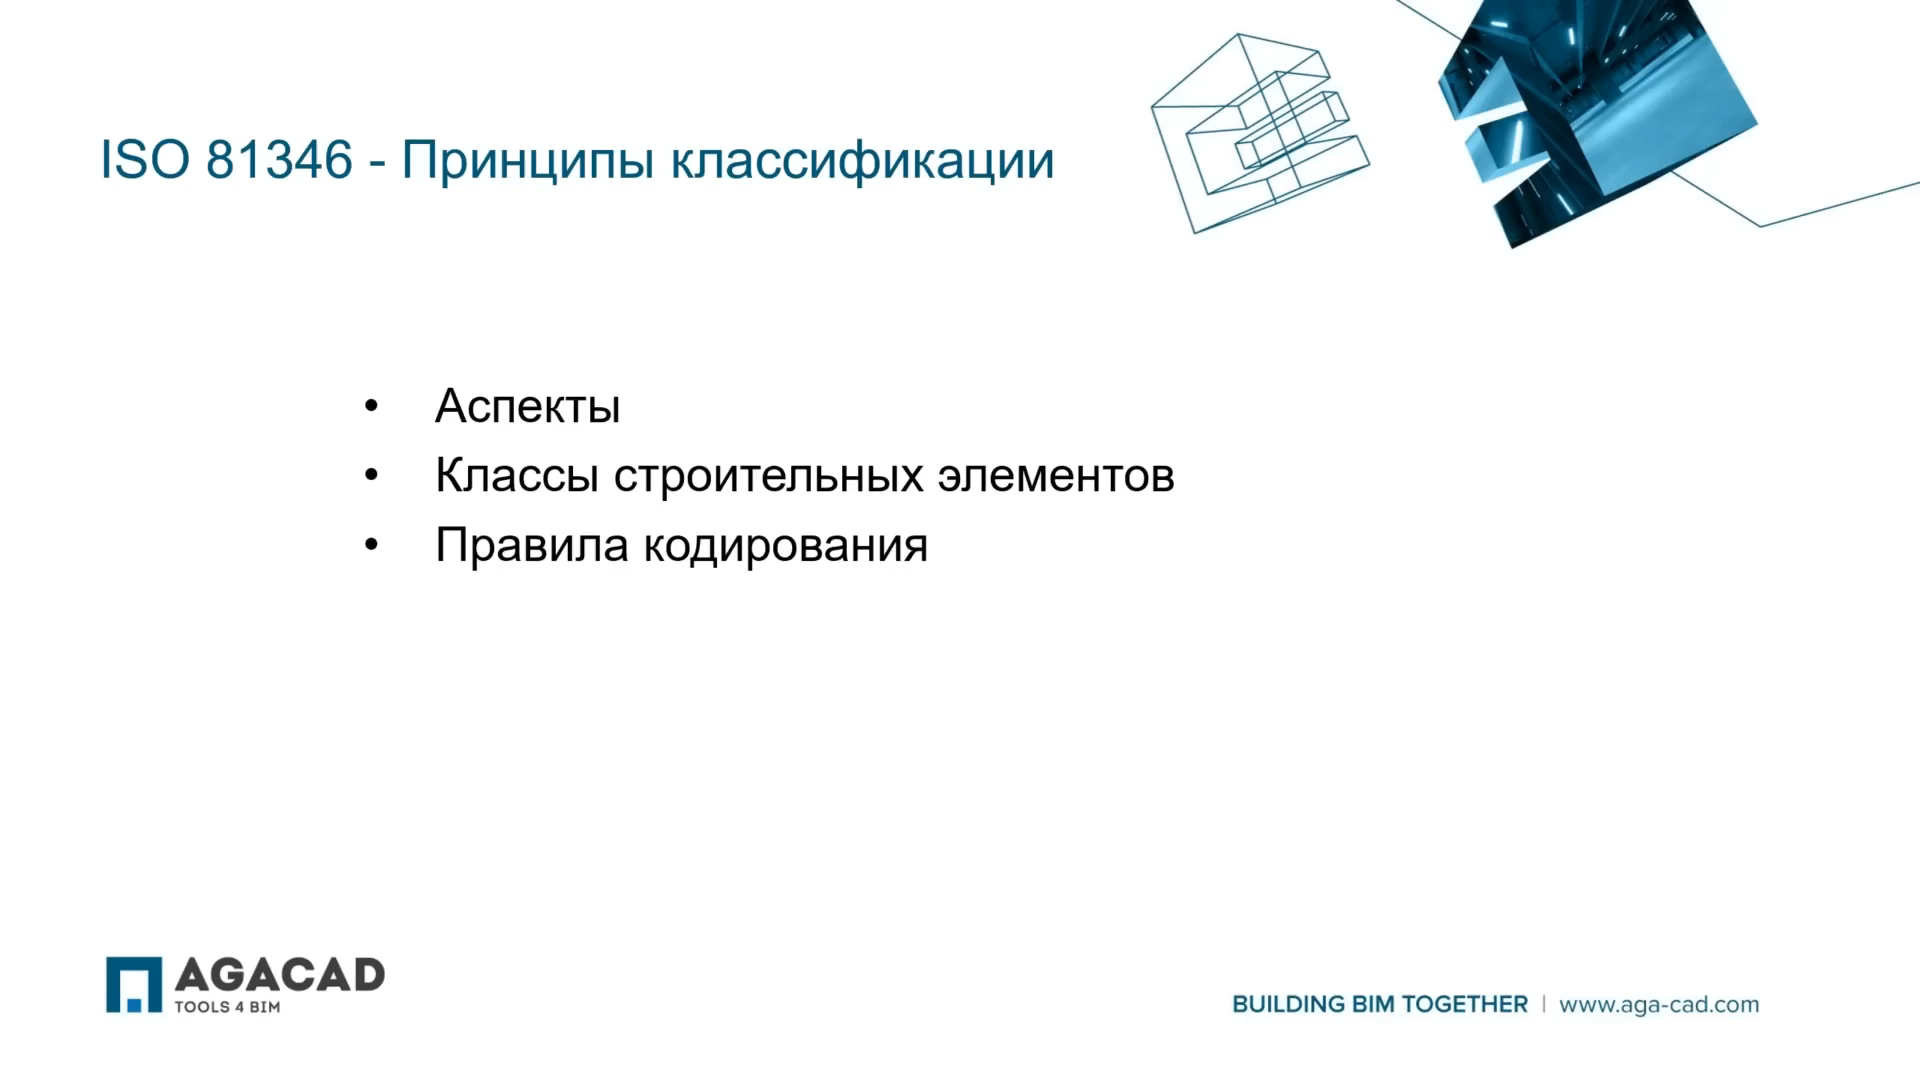 ISO 81346 - Принципы классификации
• Аспекты
• Классы строительных элементов
• Правила кодирования
AGACAD
TOOLS 4 BIM
BUILDING BIM TOGETHER | www.aga-cad.com